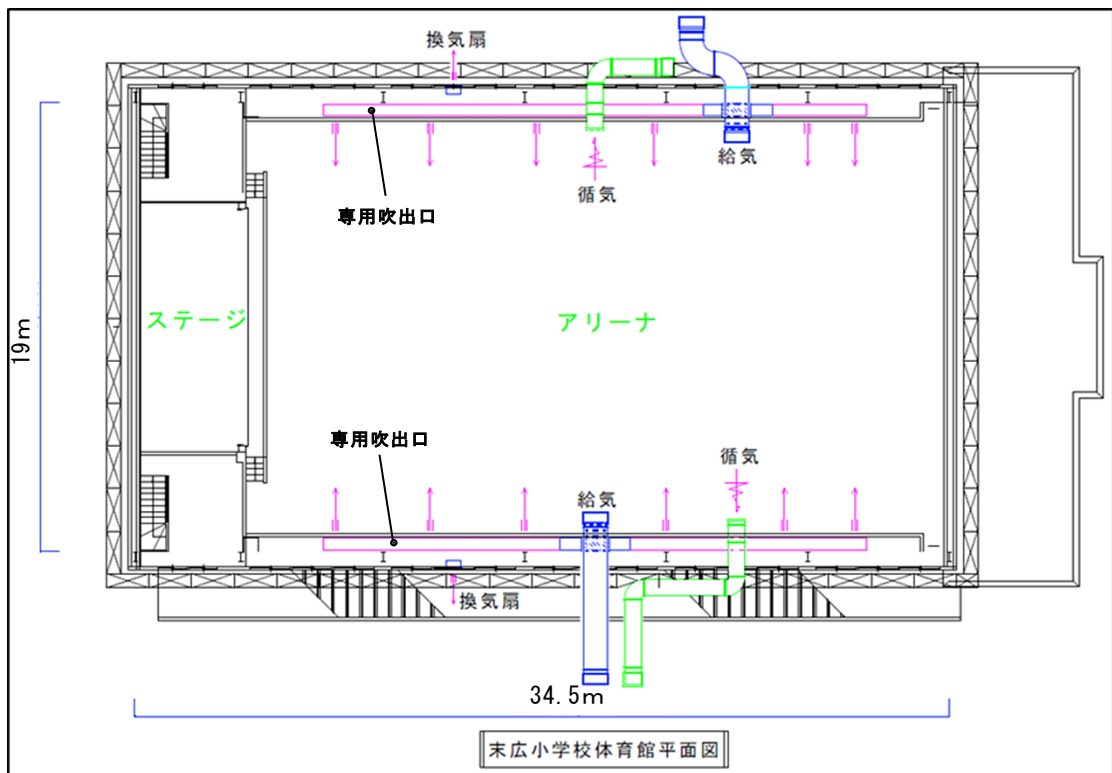 換気扇
給気
循気
専用吹出口
ステージ
アリーナ
19m
専用吹出口
循気
給気
換気扇
34.5m
末広小学校体育館平面図